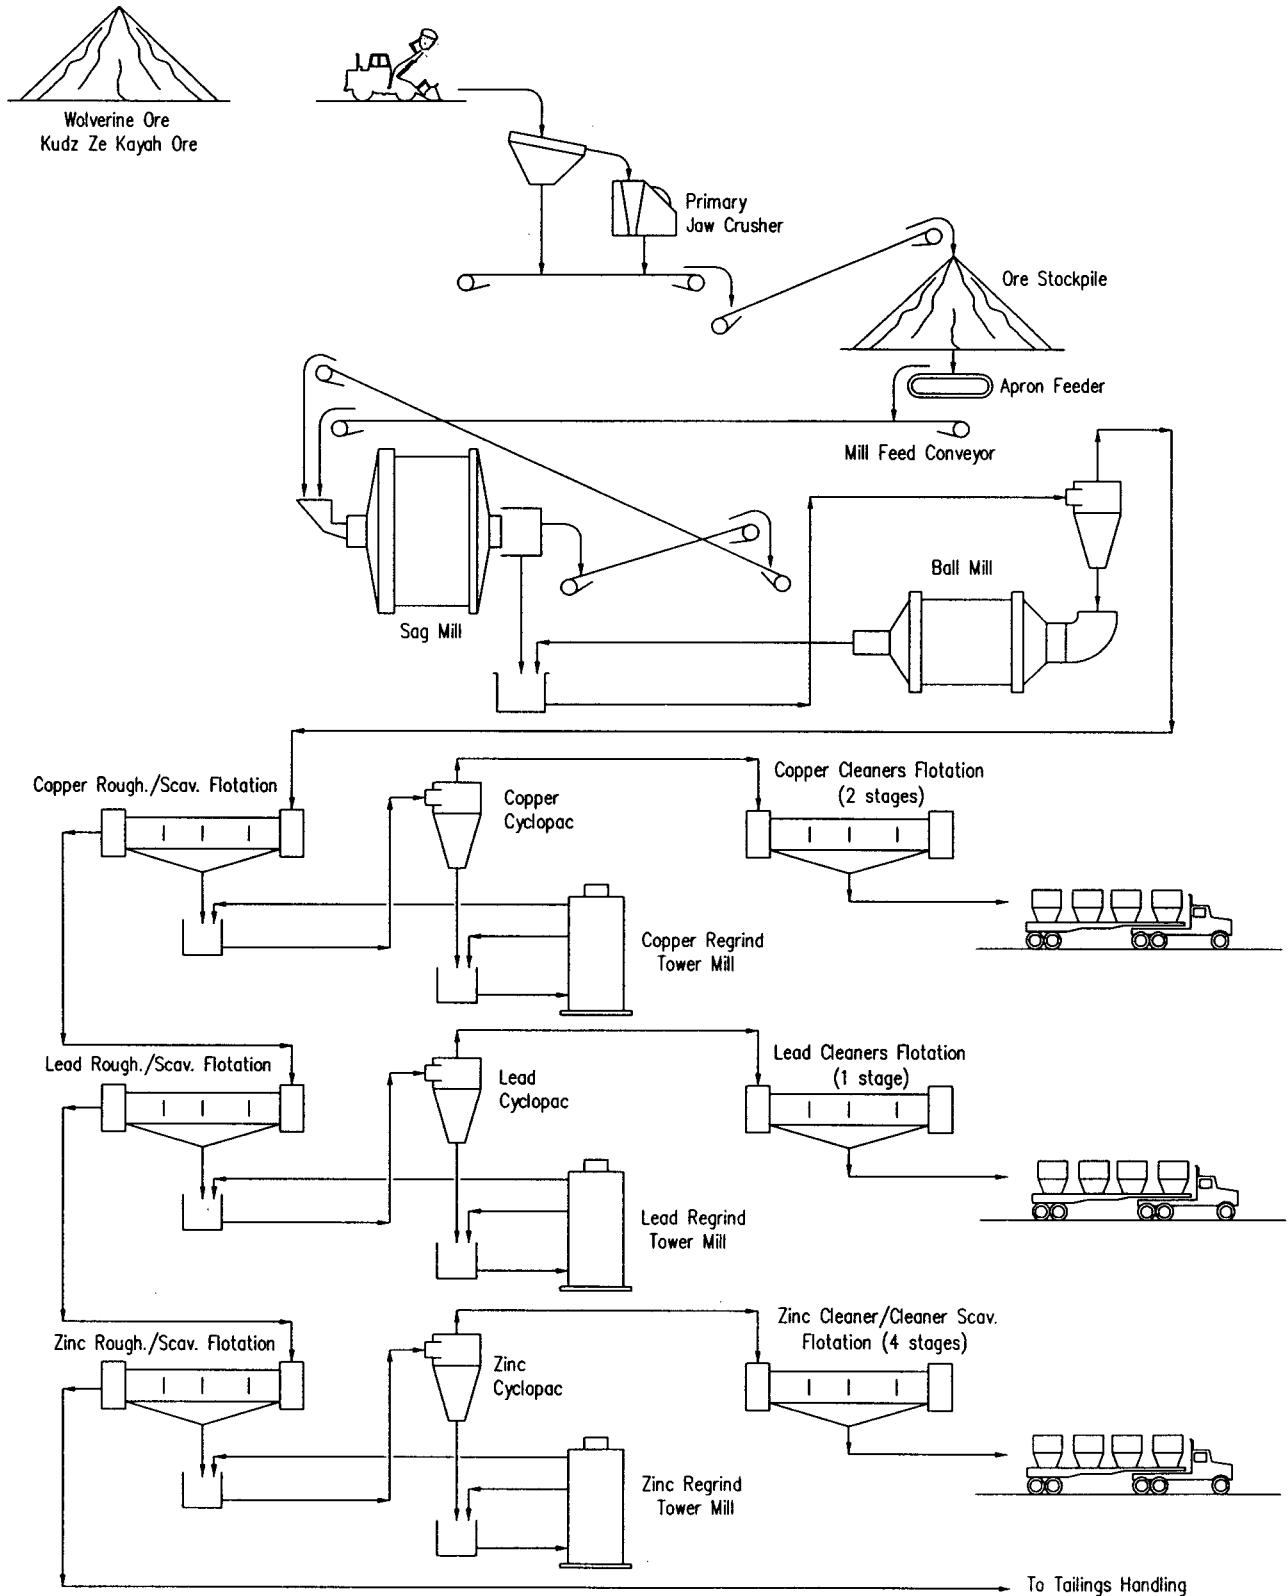 Wolverine Ore
Kudz Ze Kayah Ore
Primary
Jaw Crusher
Ore Stockpile
Apron Feeder
Mill Feed Conveyor
Ball Mill
Sag Mill
Copper Rough./Scav. Flotation
Copper
Cyclopac
Copper Cleaners Flotation
(2 stages)
Copper Regrind
Tower Mill
Lead Rough./Scav. Flotation
Lead
Cyclopac
Lead Cleaners Flotation
(1 stage)
Lead Regrind
Tower Mill
Zinc Rough./Scav. Flotation
Zinc
Cyclopac
Zinc Cleaner/Cleaner Scav.
Flotation (4 stages)
Zinc Regrind
Tower Mill
To Tailings Handling